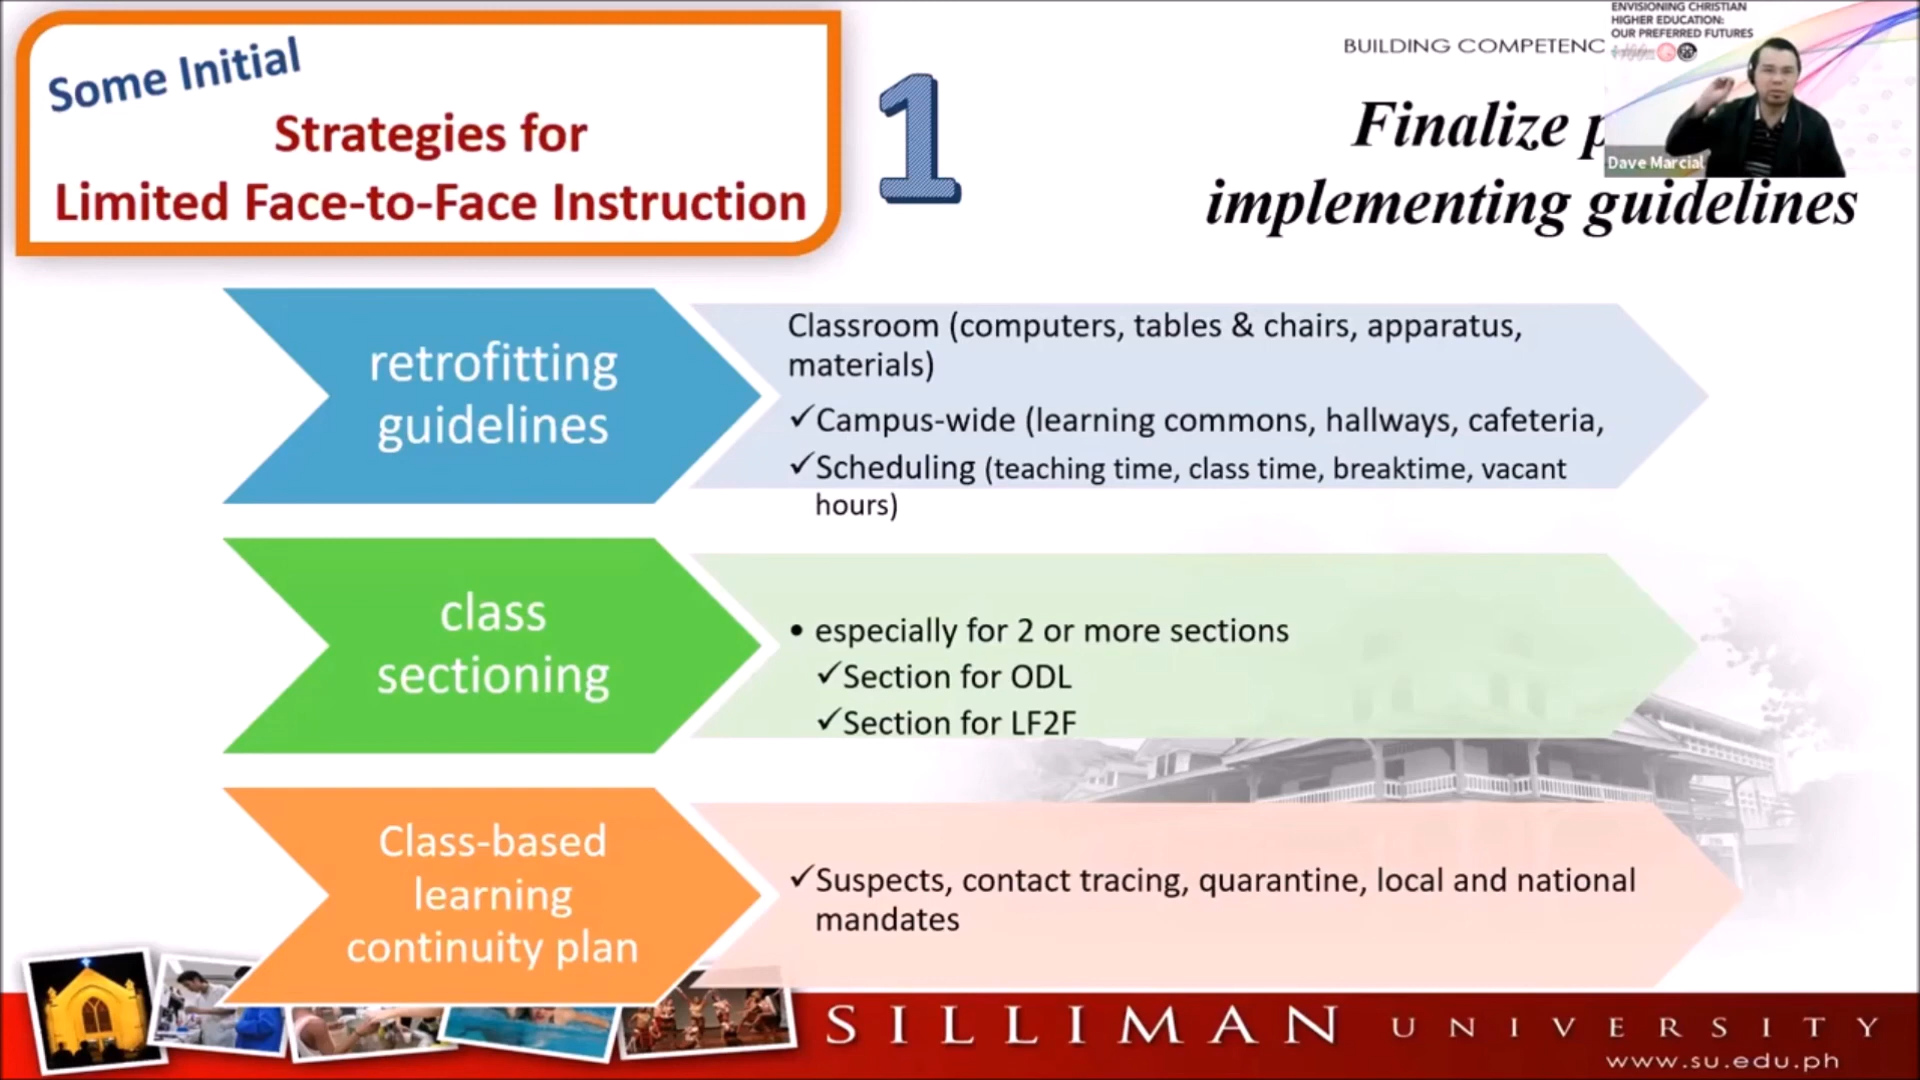 Some Initial
Strategies for
Limited Face-to-Face Instruction
1
BUILDING COMPETENC
Finalize p
implementing guidelines
ENVISIONING CHRISTIAN
HIGHER EDUCATION:
OUR PREFERRED FUTURES
Dave Marcial
retrofitting
guidelines
Classroom (computers, tables & chairs, apparatus,
materials)
✓Campus-wide (learning commons, hallways, cafeteria,
✓Scheduling (teaching time, class time, breaktime, vacant
hours)
class
sectioning
• especially for 2 or more sections
✓Section for ODL
✓Section for LF2F
Class-based
learning
continuity plan
✓Suspects, contact tracing, quarantine, local and national
mandates
SILLIMAN UNIVERSITY
www.su.edu.ph